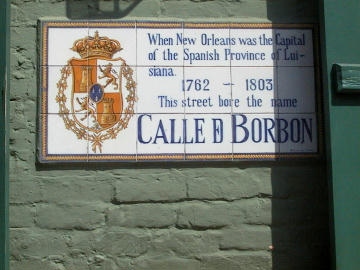 When New Orleans was the Capital
of the Spanish Province of Lui-
siana.
1762 - 1803
This street bore the name
CALLE D BORBON